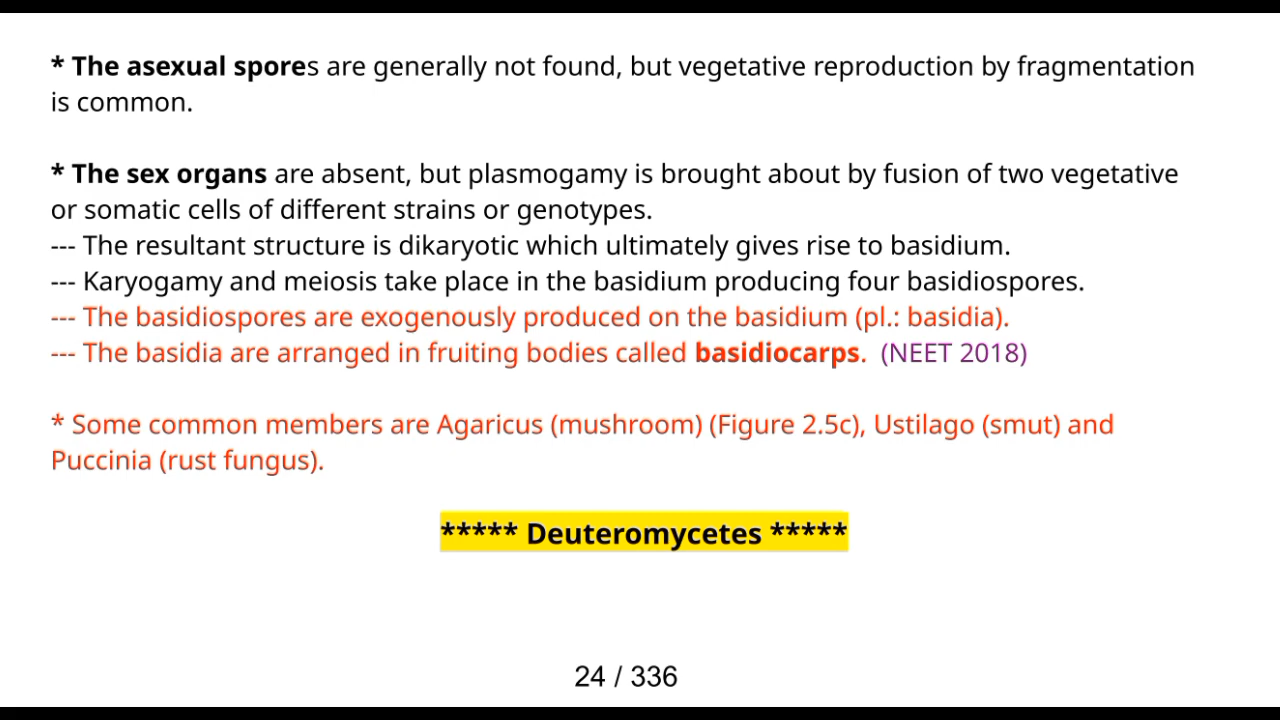 * The asexual spores are generally not found, but vegetative reproduction by fragmentation
is common.
* The sex organs are absent, but plasmogamy is brought about by fusion of two vegetative
or somatic cells of different strains or genotypes.
--- The resultant structure is dikaryotic which ultimately gives rise to basidium.
--- Karyogamy and meiosis take place in the basidium producing four basidiospores.
--- The basidiospores are exogenously produced on the basidium (pl.: basidia).
--- The basidia are arranged in fruiting bodies called basidiocarps. (NEET 2018)
* Some common members are Agaricus (mushroom) (Figure 2.5c), Ustilago (smut) and
Puccinia (rust fungus).
***** Deuteromycetes *****
24 / 336